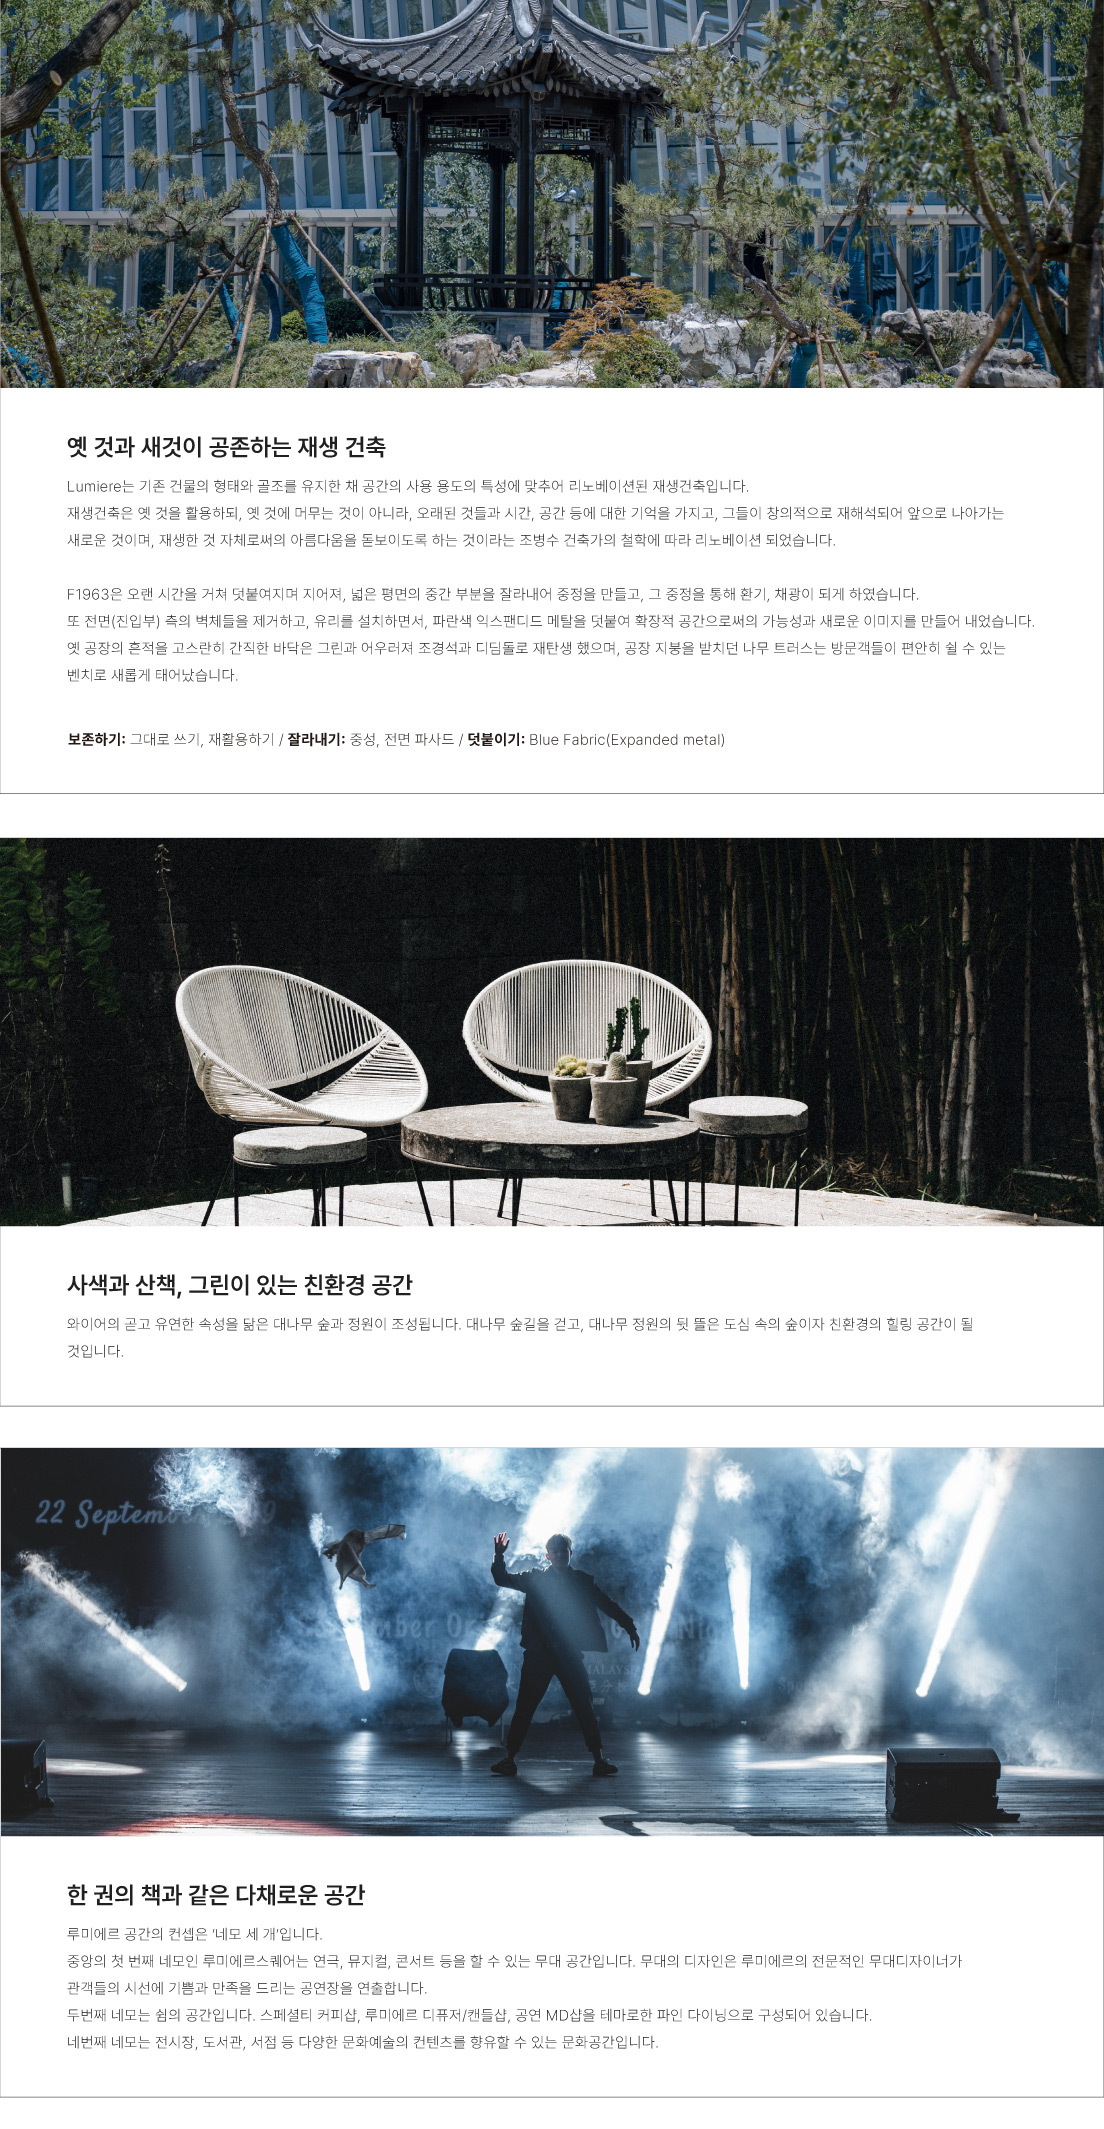 옛 것과 새것이 공존하는 재생 건축
Lumiere는 기존 건물의 형태와 골조를 유지한 채 공간의 사용 용도의 특성에 맞추어 리노베이션된 재생건축입니다.
재생건축은 옛 것을 활용하되, 옛 것에 머무는 것이 아니라, 오래된 것들과 시간, 공간 등에 대한 기억을 가지고, 그들이 창의적으로 재해석되어 앞으로 나아가는
새로운 것이며, 재생한 것 자체로써의 아름다움을 돋보이도록 하는 것이라는 조병수 건축가의 철학에 따라 리노베이션 되었습니다.
F1963은 오랜 시간을 거쳐 덧붙여지며 지어져, 넓은 평면의 중간 부분을 잘라내어 중정을 만들고, 그 중정을 통해 환기, 채광이 되게 하였습니다.
또 전면(진입부) 측의 벽체들을 제거하고, 유리를 설치하면서, 파란색 익스팬디드 메탈을 덧붙여 확장적 공간으로써의 가능성과 새로운 이미지를 만들어 내었습니다.
옛 공장의 흔적을 고스란히 간직한 바닥은 그린과 어우러져 조경석과 디딤돌로 재탄생 했으며, 공장 지붕을 받치던 나무 트러스는 방문객들이 편안히 쉴 수 있는
벤치로 새롭게 태어났습니다.
보존하기: 그대로 쓰기, 재활용하기 / 잘라내기: 중성, 전면 파사드 / 덧붙이기: Blue Fabric(Expanded metal)
사색과 산책, 그린이 있는 친환경 공간
와이어의 곧고 유연한 속성을 닮은 대나무 숲과 정원이 조성됩니다. 대나무 숲길을 걷고, 대나무 정원의 뒷 뜰은 도심 속의 숲이자 친환경의 힐링 공간이 될
것입니다.
22 September
한 권의 책과 같은 다채로운 공간
루미에르 공간의 컨셉은 '네모 세 개'입니다.
중앙의 첫 번째 네모인 루미에르스퀘어는 연극, 뮤지컬, 콘서트 등을 할 수 있는 무대 공간입니다. 무대의 디자인은 루미에르의 전문적인 무대디자이너가
관객들의 시선에 기쁨과 만족을 드리는 공연장을 연출합니다.
두번째 네모는 쉼의 공간입니다. 스페셜티 커피샵, 루미에르 디퓨저/캔들샵, 공연 MD샵을 테마로한 파인 다이닝으로 구성되어 있습니다.
네번째 네모는 전시장, 도서관, 서점 등 다양한 문화예술의 컨텐츠를 향유할 수 있는 문화공간입니다.